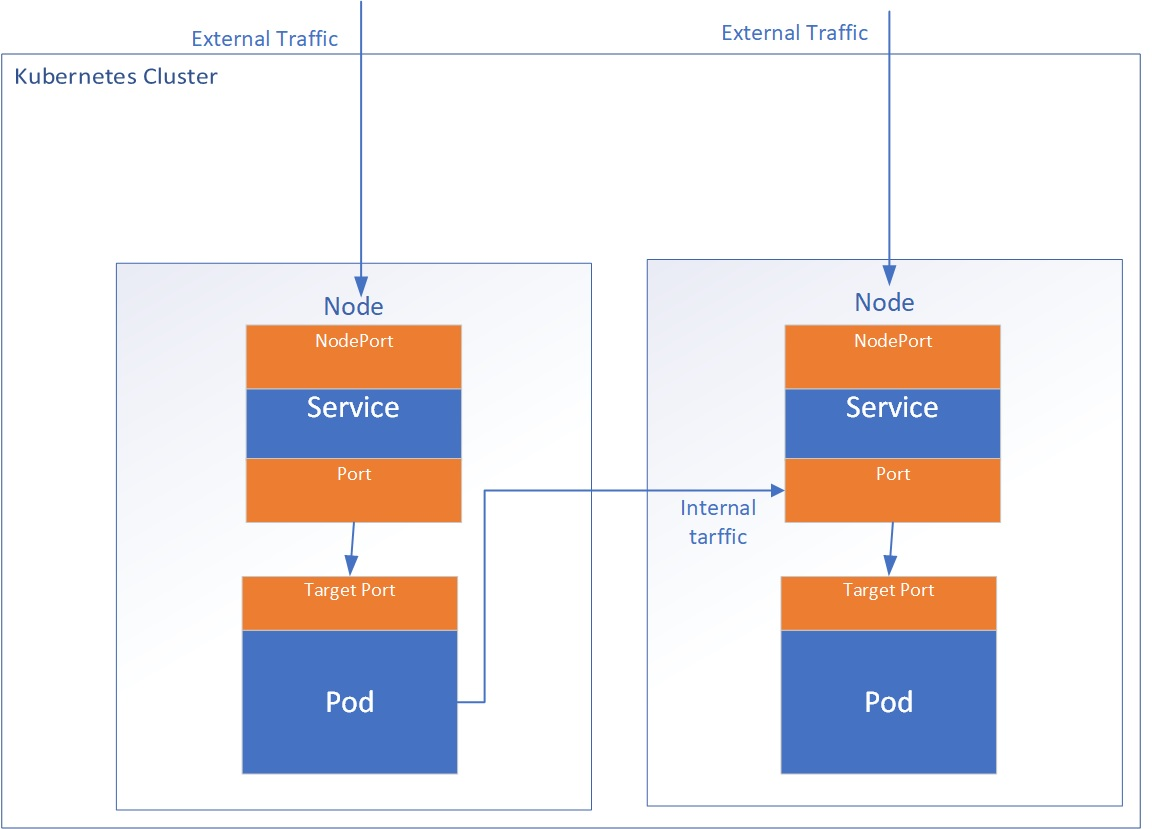 External Traffic
External Traffic
Kubernetes Cluster
Node
NodePort
Service
Port
Target Port
Pod
Internal
tarffic
Node
NodePort
Service
Port
Target Port
Pod